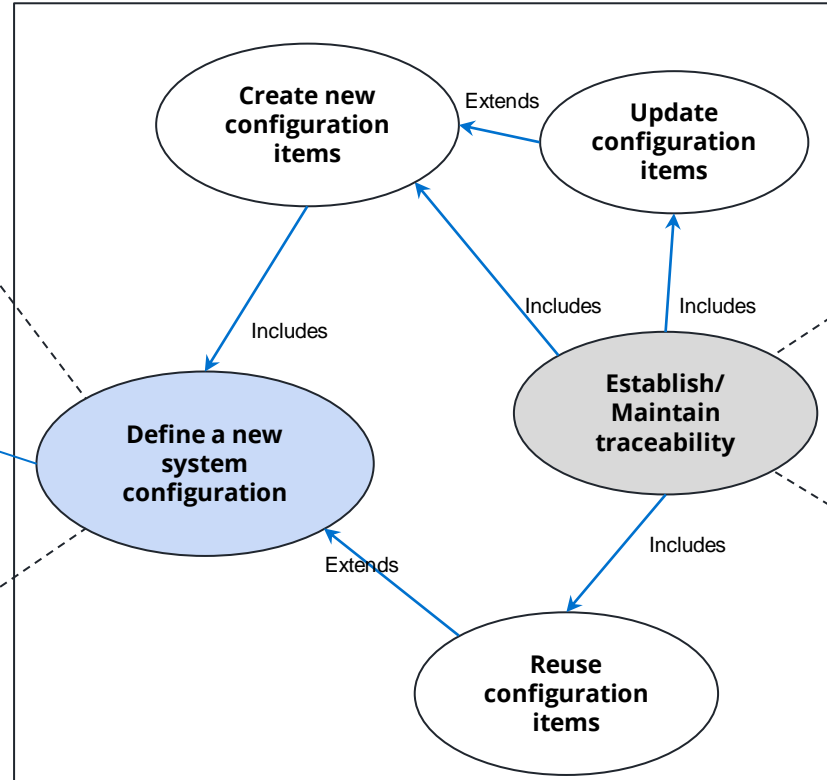 Create new
configuration
items
Extends
Update
configuration
items
Includes
Includes
Includes
Establish/
Maintain
traceability
Define a new
system
configuration
Includes
Extends
Reuse
configuration
items